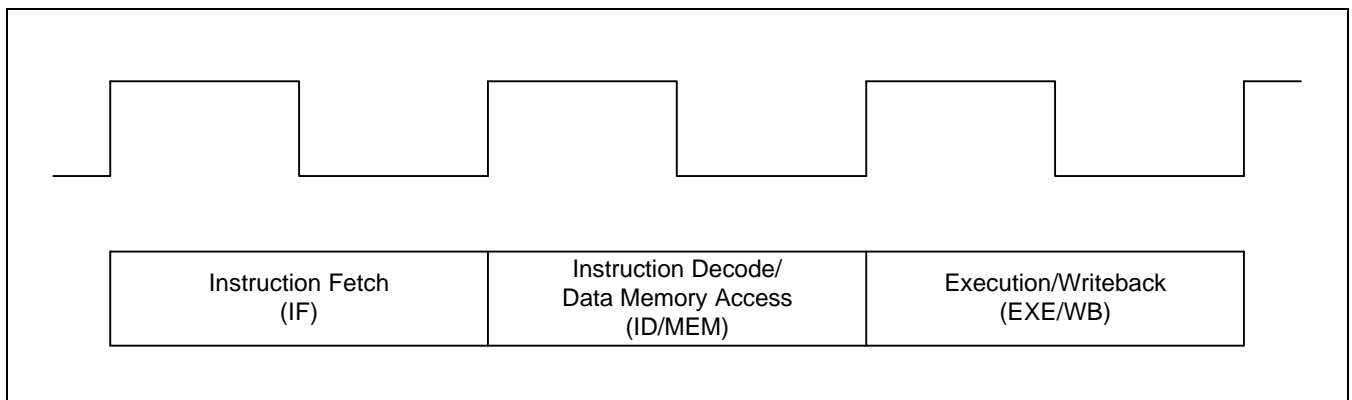 Instruction Fetch
(IF)
Instruction Decode/
Data Memory Access
(ID/MEM)
Execution/Writeback
(EXE/WB)